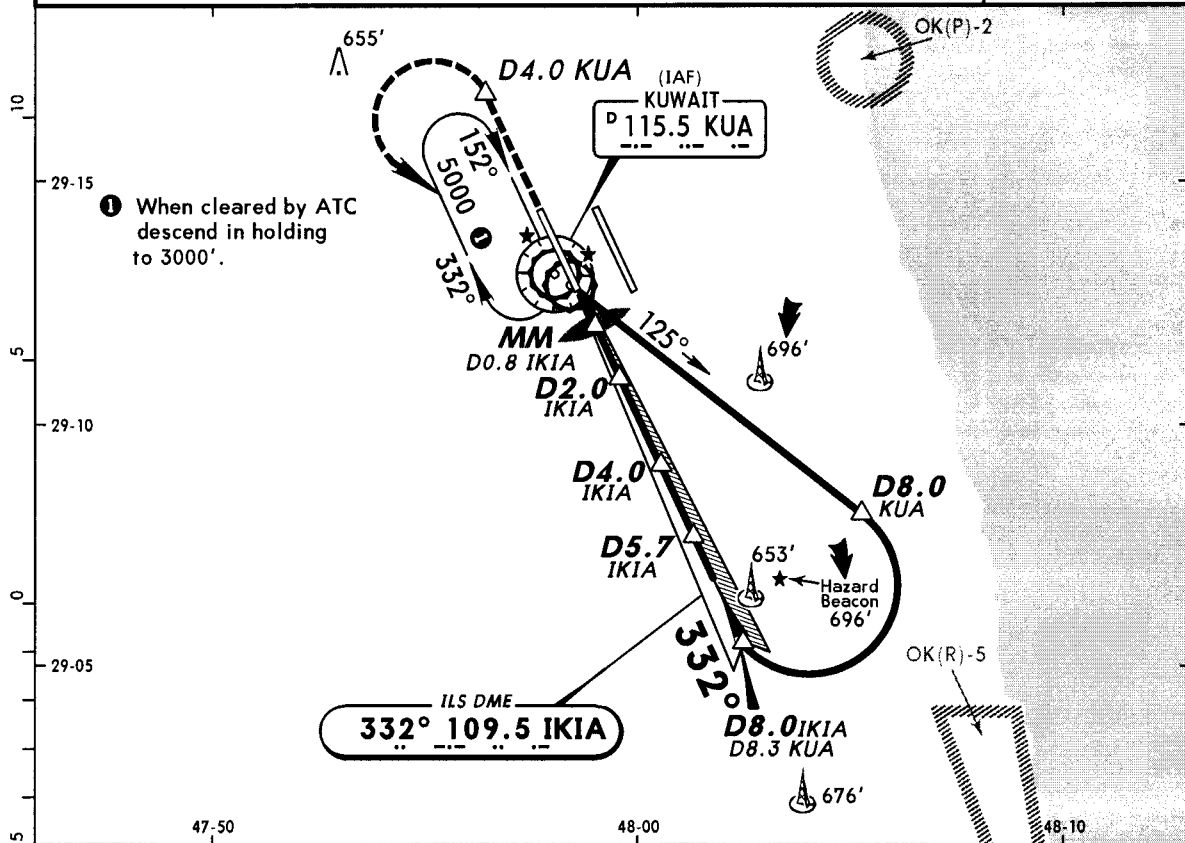 OK(P)-2
655'
D4.0 KUA
(IAF)
KUWAIT
D 115.5 KUA
10
29-15
152°
5000 1
332°
1 When cleared by ATC
descend in holding
to 3000'.
MM
D0.8 IKIA
125°
696'
5
D2.0
IKIA
29-10
D4.0
IKIA
D8.0
KUA
D5.7
IKIA
653'
Hazard
Beacon
696'
0
29-05
332°
OK(R)-5
ILS DME
332° 109.5 IKIA
D8.0 IKIA
D8.3 KUA
676'
5
47-50
48-00
48-10